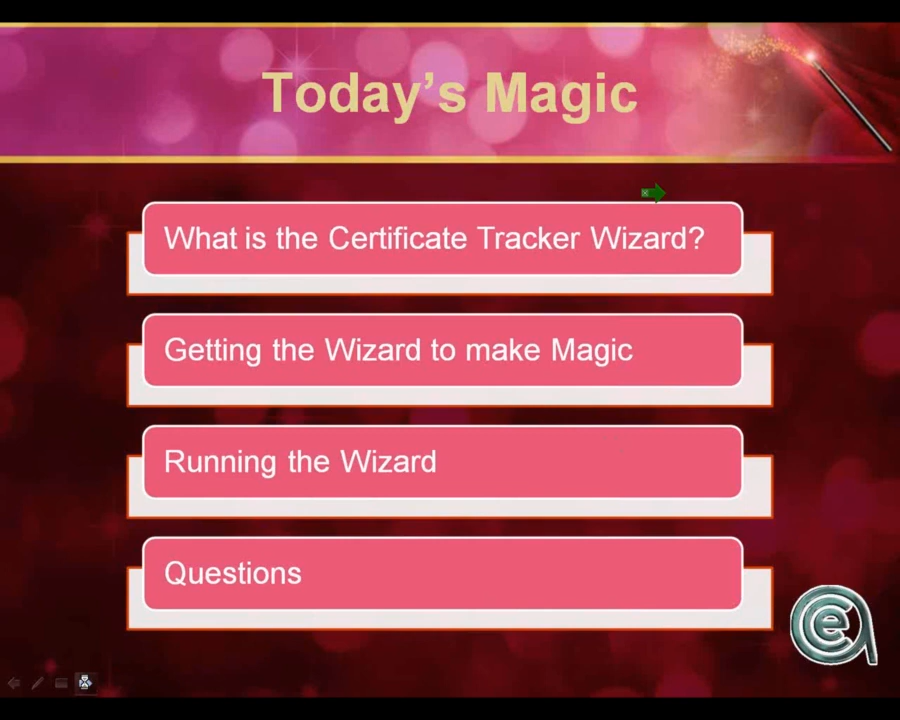 Today’s Magic
What is the Certificate Tracker Wizard?
Getting the Wizard to make Magic
Running the Wizard
Questions